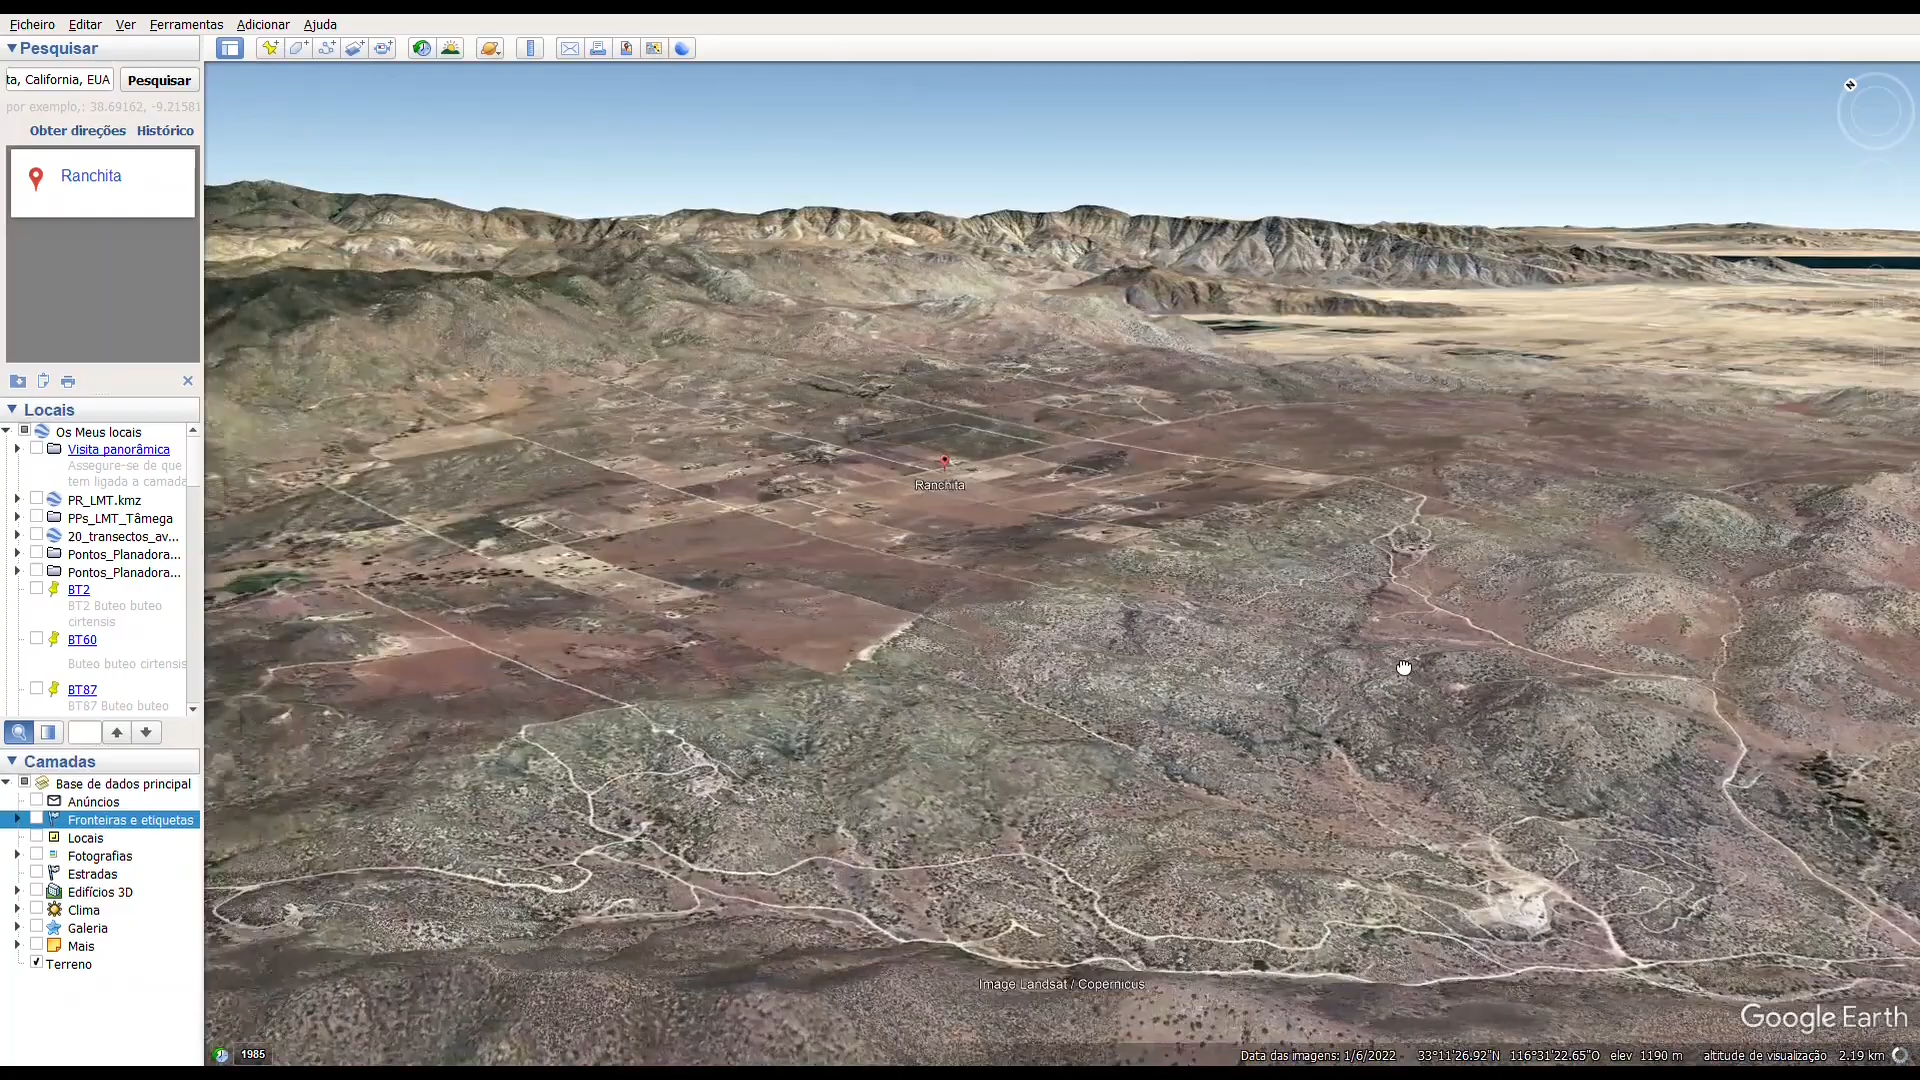 Ficheiro Editar Ver Ferramentas Adicionar Ajuda
Pesquisar
ta, California, EUA Pesquisar
por exemplo,: 38.69162, -9.21581
Obter direções Histórico
Ranchita
Locais
Os Meus locais
Visita panorâmica
Assegure-se de que
tem ligada a camada
PR_LMT.kmz
PPs_LMT_Tâmega
20_transectos_av...
Pontos_Planadora...
Pontos_Planadora...
BT2
BT2 Buteo buteo
cirtensis
BT60
Buteo buteo cirtensis
BT87
BT87 Buteo buteo
Camadas
Base de dados principal
Anúncios
Fronteiras e etiquetas
Locais
Fotografias
Estradas
Edifícios 3D
Clima
Galeria
Mais
Terreno
N
Ranchita
Image Landsat / Copernicus
Google Earth
1985
Data das imagens: 1/6/2022 33°11'26.92"N 116°31'22.65"O elev 1190 m altitude de visualização 2.19 km